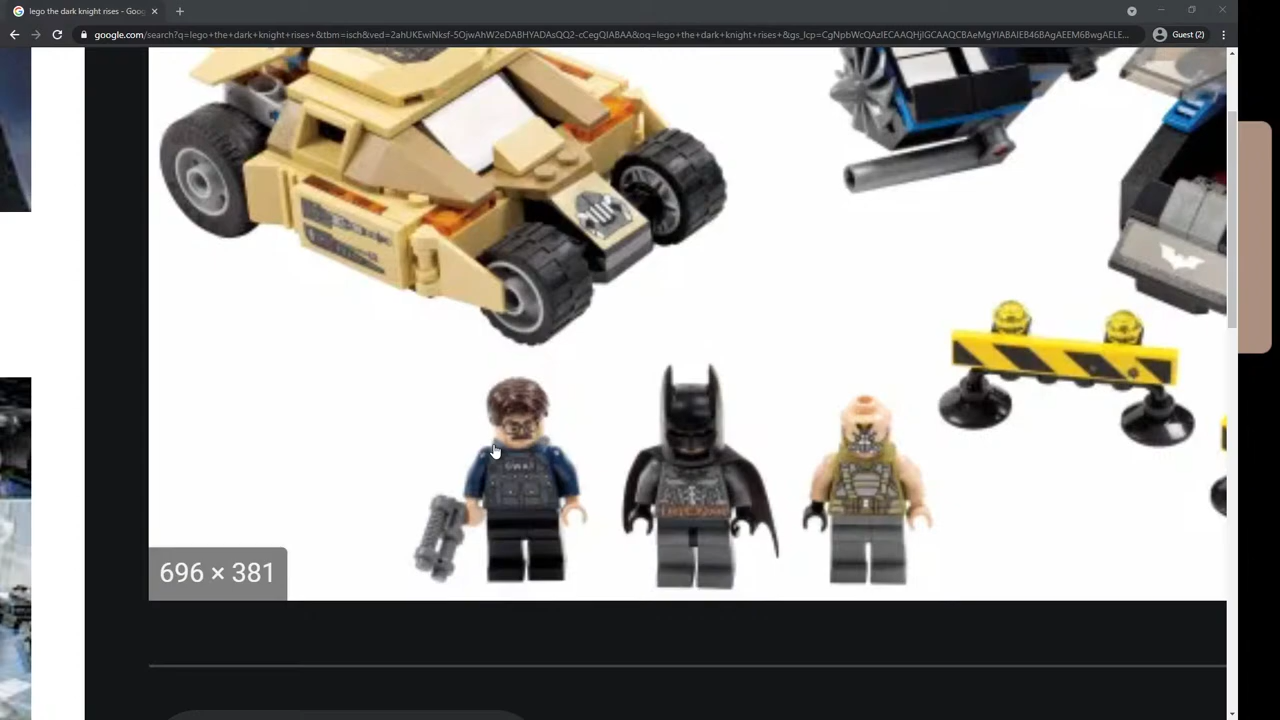 lego the dark knight rises - Goog
google.com/search?q=lego+the+dark+knight+rises+&tbm=isch&ved=2ahUKEwiNksf-5OjwAhW2eDABHYADAsQQ2-cCegQIABAA&oq=lego+the+dark+knight+rises+&gs_lcp=CgNpbWcQAzIECAAQHjIGCAAQCBAeMgYIABAIEB46BAgAEEM6BwgAELE...
Guest (2)
SWAT
696 × 381